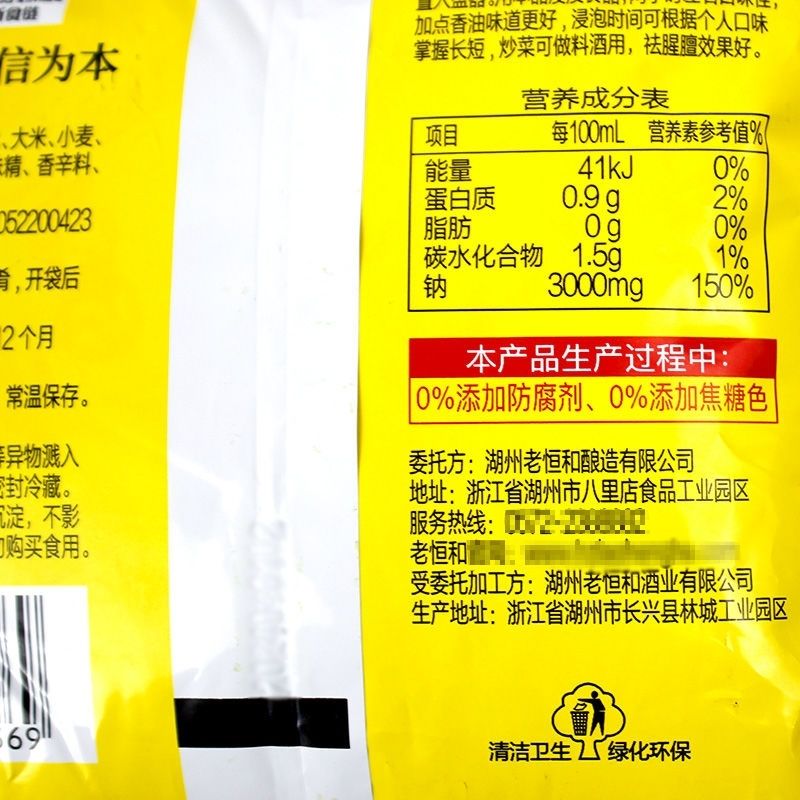 信为本
、大米、小麦、
精、香辛料、
052200423
，开袋后
12个月
常温保存。
等异物溅入
密封冷藏。
沉淀，不影
购买食用。
569
加点香油味道更好，浸泡时间可根据个人口味
掌握长短，炒菜可做料酒用，祛腥膻效果好。
营养成分表
项目 每100mL 营养素参考值%
能量 41kJ 0%
蛋白质 0.9g 2%
脂肪 0g 0%
碳水化合物 1.5g 1%
钠 3000mg 150%
本产品生产过程中：
0%添加防腐剂、0%添加焦糖色
委托方：湖州老恒和酿造有限公司
地址：浙江省湖州市八里店食品工业园区
服务热线：
老恒和
受委托加工方：湖州老恒和酒业有限公司
生产地址：浙江省湖州市长兴县林城工业园区
清洁卫生 绿化环保